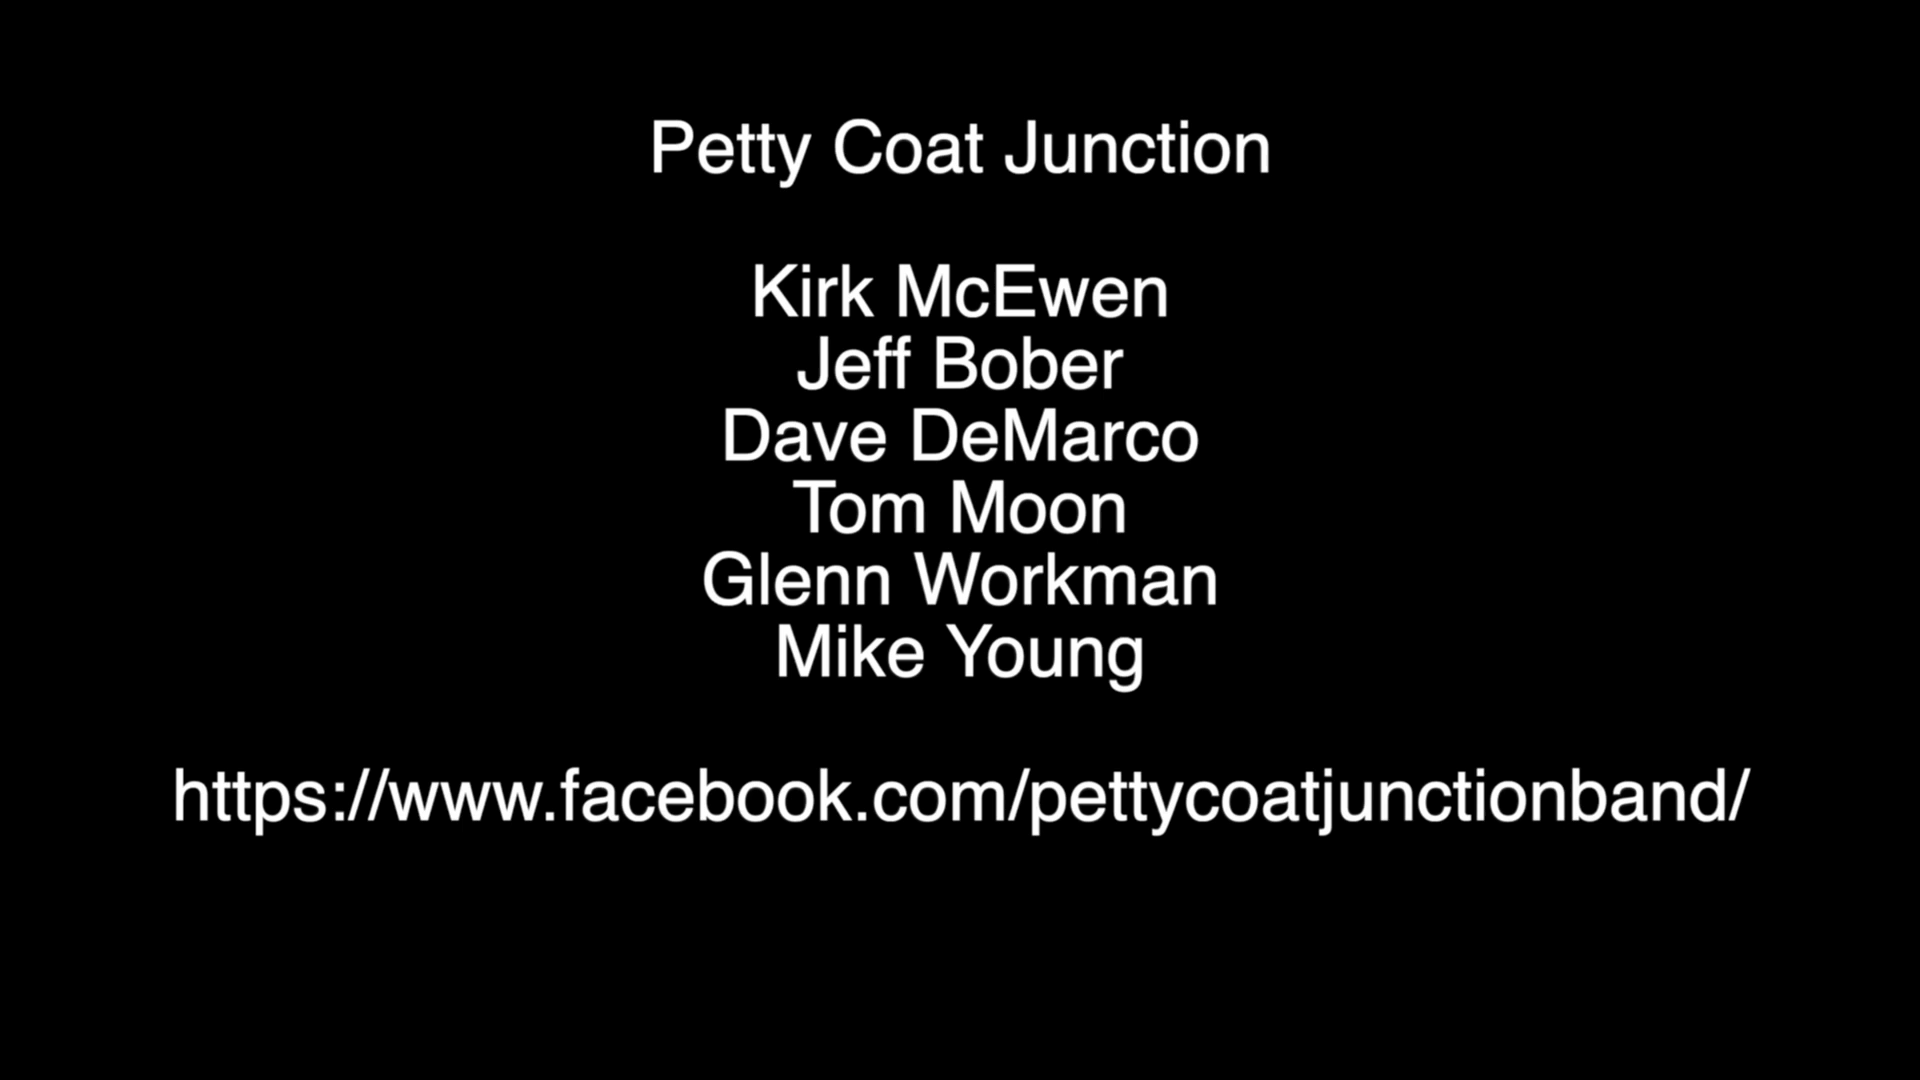 Petty Coat Junction
Kirk McEwen
Jeff Bober
Dave DeMarco
Tom Moon
Glenn Workman
Mike Young
https://www.facebook.com/pettycoatjunctionband/